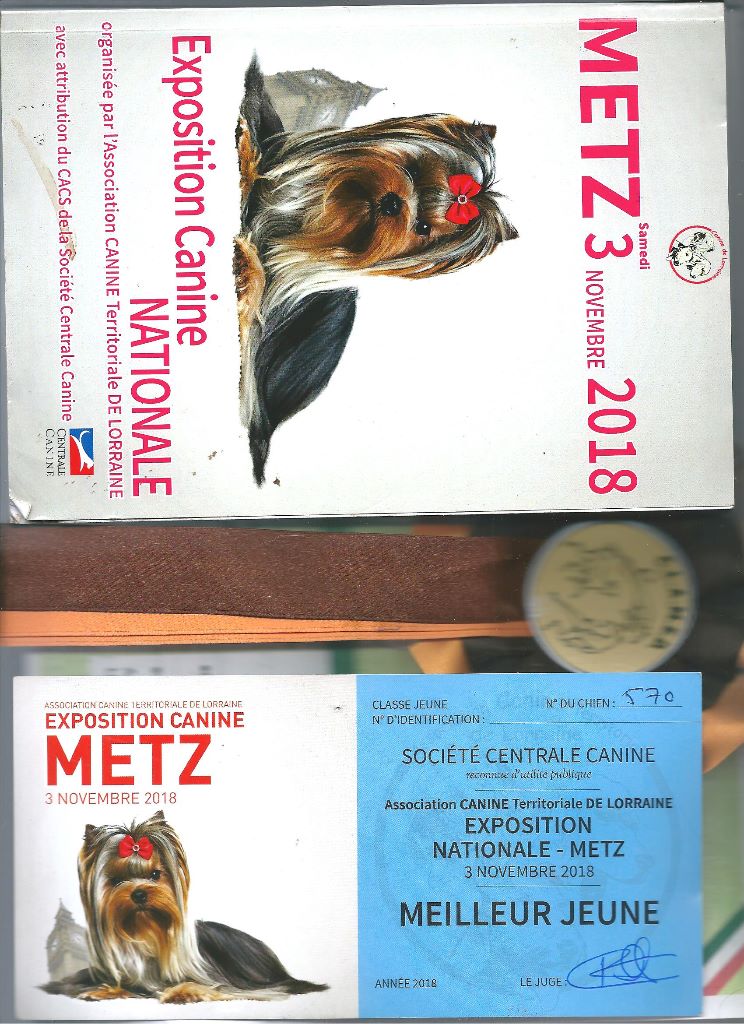 METZ
Samedi
3 NOVEMBRE 2018
Exposition Canine
NATIONALE
organisée par l'Association CANINE Territoriale DE LORRAINE
avec attribution du CACS de la Société Centrale Canine
CENTRALE
CANINE
ASSOCIATION CANINE TERRITORIALE DE LORRAINE
EXPOSITION CANINE
METZ
3 NOVEMBRE 2018
CLASSE JEUNE N° DU CHIEN : 570
N° D'IDENTIFICATION :
SOCIÉTÉ CENTRALE CANINE
reconnue d'utilité publique
Association CANINE Territoriale DE LORRAINE
EXPOSITION
NATIONALE - METZ
3 NOVEMBRE 2018
MEILLEUR JEUNE
ANNÉE 2018 LE JUGE :